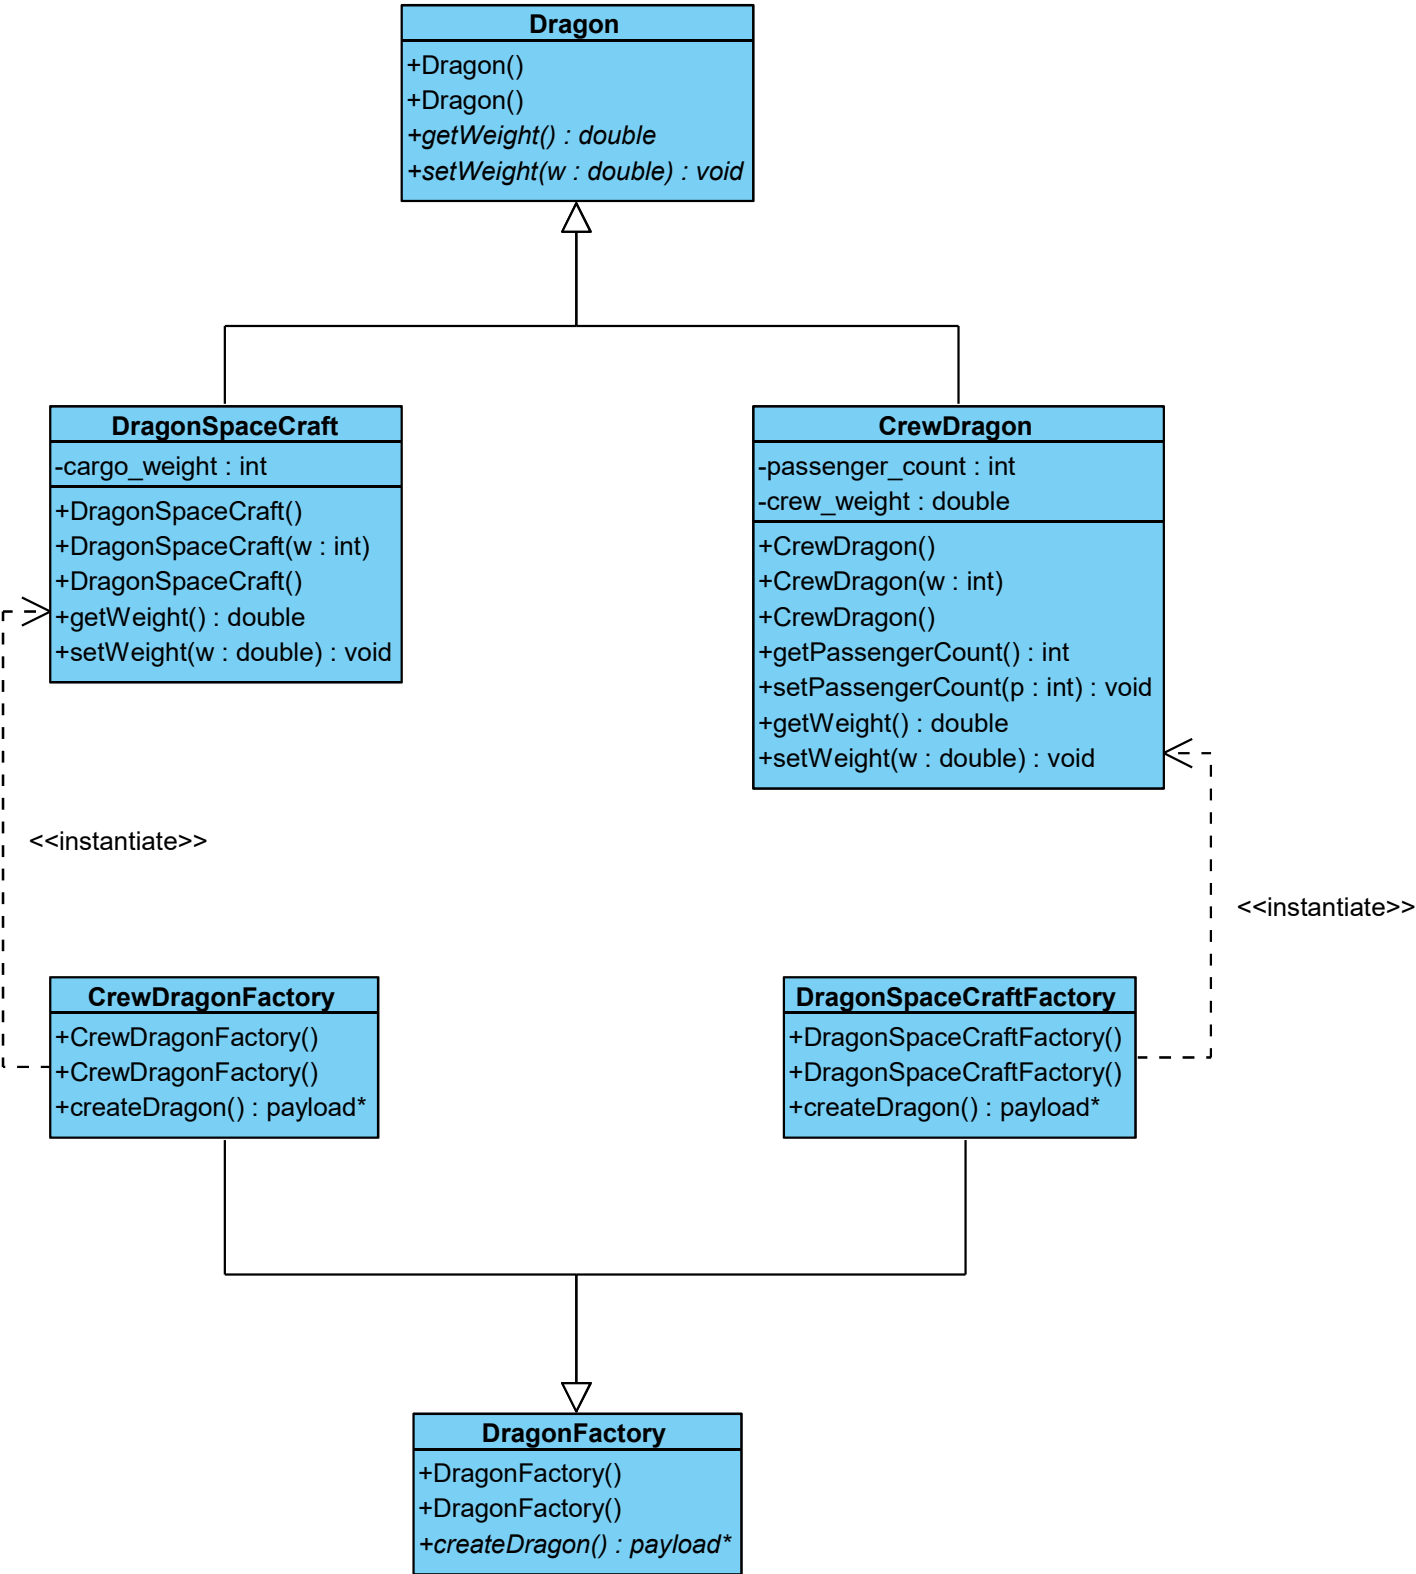 Dragon
+Dragon()
+Dragon()
+getWeight() : double
+setWeight(w : double) : void
DragonSpaceCraft
-cargo_weight : int
+DragonSpaceCraft()
+DragonSpaceCraft(w : int)
+DragonSpaceCraft()
+getWeight() : double
+setWeight(w : double) : void
CrewDragon
-passenger_count : int
-crew_weight : double
+CrewDragon()
+CrewDragon(w : int)
+CrewDragon()
+getPassengerCount() : int
+setPassengerCount(p : int) : void
+getWeight() : double
+setWeight(w : double) : void
<<instantiate>>
<<instantiate>>
CrewDragonFactory
+CrewDragonFactory()
+CrewDragonFactory()
+createDragon() : payload*
DragonSpaceCraftFactory
+DragonSpaceCraftFactory()
+DragonSpaceCraftFactory()
+createDragon() : payload*
DragonFactory
+DragonFactory()
+DragonFactory()
+createDragon() : payload*